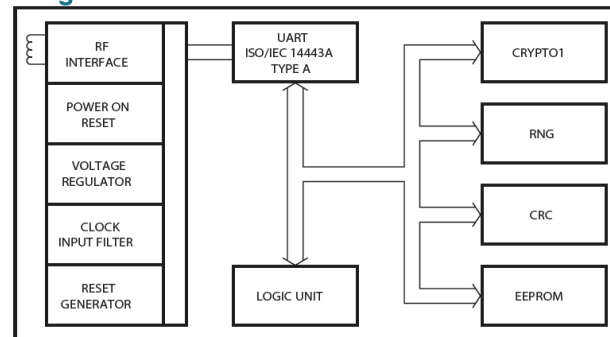 RF
INTERFACE
POWER ON
RESET
VOLTAGE
REGULATOR
CLOCK
INPUT FILTER
RESET
GENERATOR
UART
ISO/IEC 14443A
TYPE A
LOGIC UNIT
CRYPTO1
RNG
CRC
EEPROM